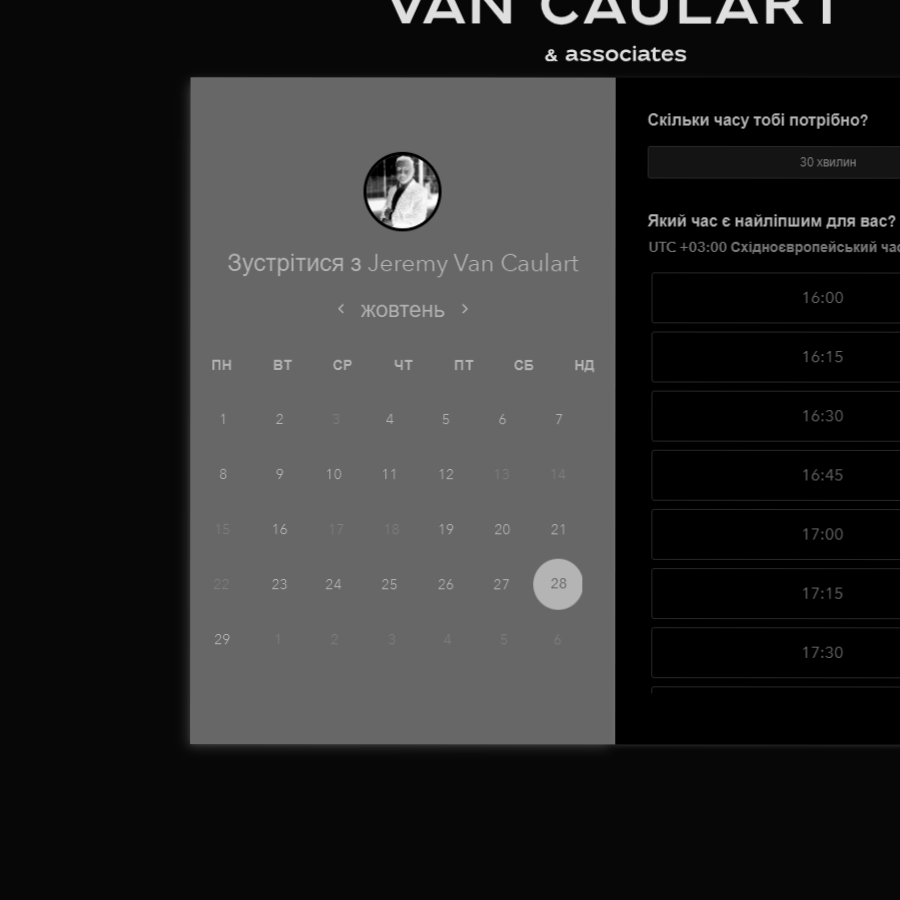 VAN CAULART
& associates
Зустрітися з Jeremy Van Caulart
жовтень
ПН ВТ СР ЧТ ПТ СБ НД
1 2 3 4 5 6 7
8 9 10 11 12 13 14
15 16 17 18 19 20 21
22 23 24 25 26 27 28
29 1 2 3 4 5 6
Скільки часу тобі потрібно?
30 хвилин
Який час є найліпшим для вас?
UTC +03:00 Східноєвропейський
16:00
16:15
16:30
16:45
17:00
17:15
17:30